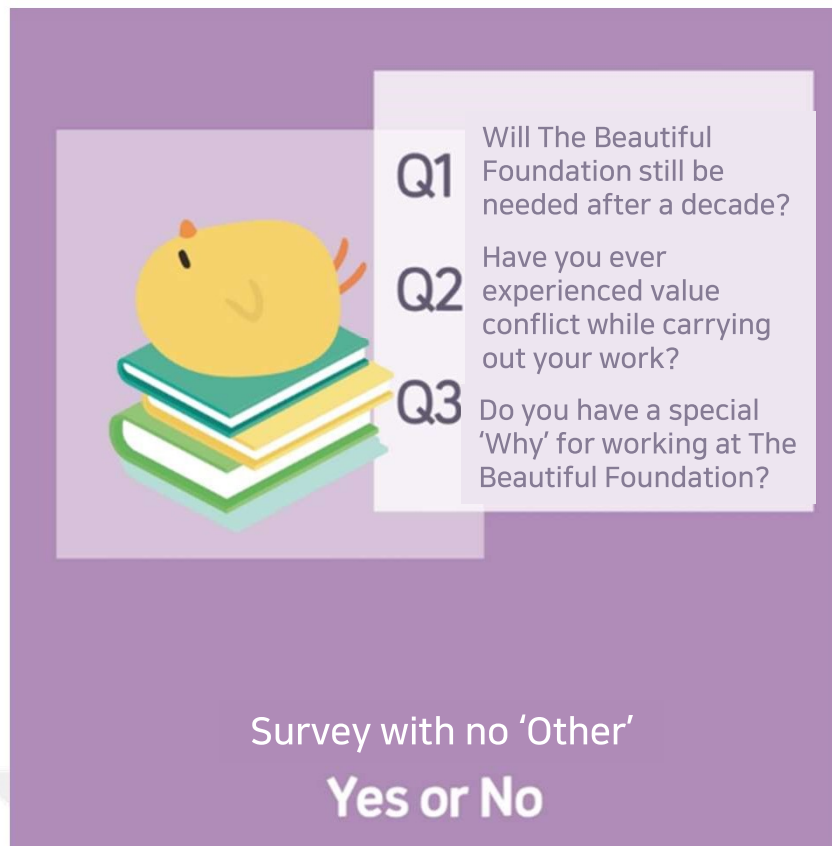 Q1
Will The Beautiful
Foundation still be
needed after a decade?
Q2
Have you ever
experienced value
conflict while carrying
out your work?
Q3
Do you have a special
‘Why’ for working at The
Beautiful Foundation?
Survey with no ‘Other’
Yes or No